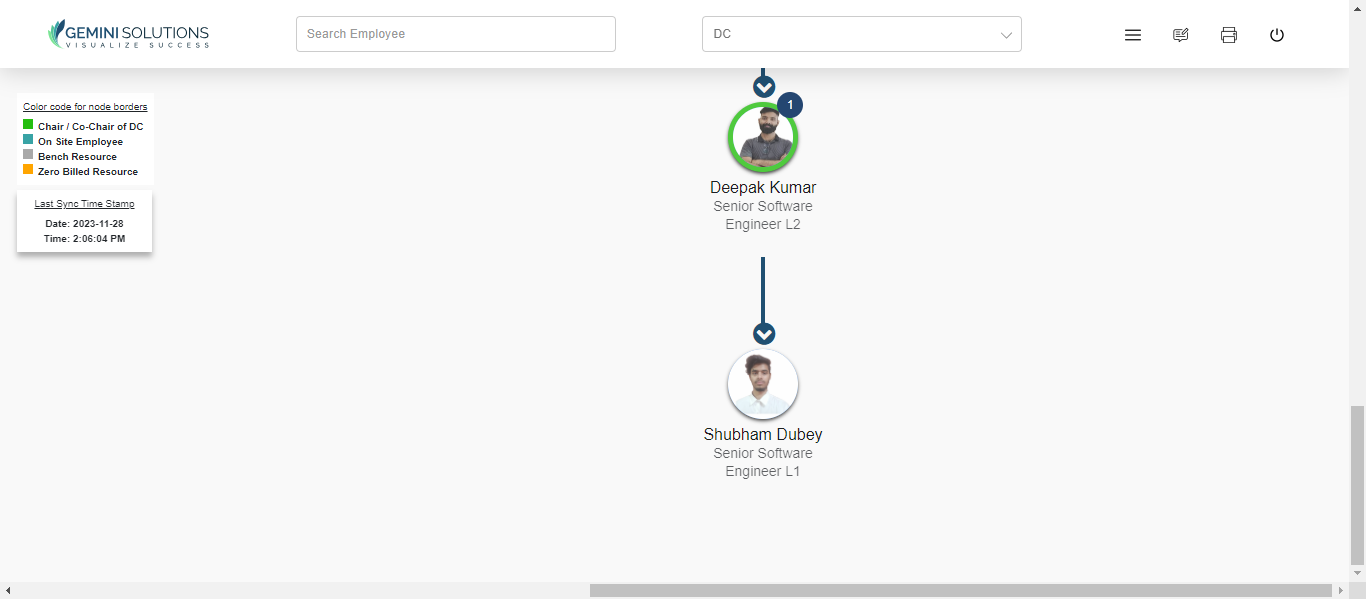 GEMINI SOLUTIONS
VISUALIZE SUCCESS
Search Employee
DC
Color code for node borders
Chair / Co-Chair of DC
On Site Employee
Bench Resource
Zero Billed Resource
Last Sync Time Stamp
Date: 2023-11-28
Time: 2:06:04 PM
1
Deepak Kumar
Senior Software
Engineer L2
Shubham Dubey
Senior Software
Engineer L1